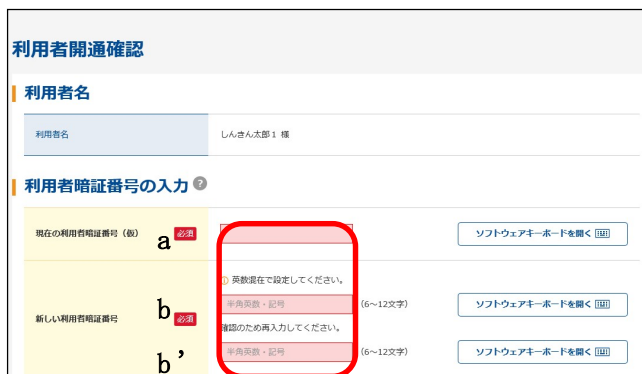 利用者開通確認
利用者名
利用者名 しんきん太郎1 様
利用者暗証番号の入力 ?
現在の利用者暗証番号(仮) a 必須 ソフトウェアキーボードを開く
英数混在で設定してください。
新しい利用者暗証番号 b 必須 半角英数・記号 (6~12文字) ソフトウェアキーボードを開く
確認のため再入力してください。
b’ 半角英数・記号 (6~12文字) ソフトウェアキーボードを開く